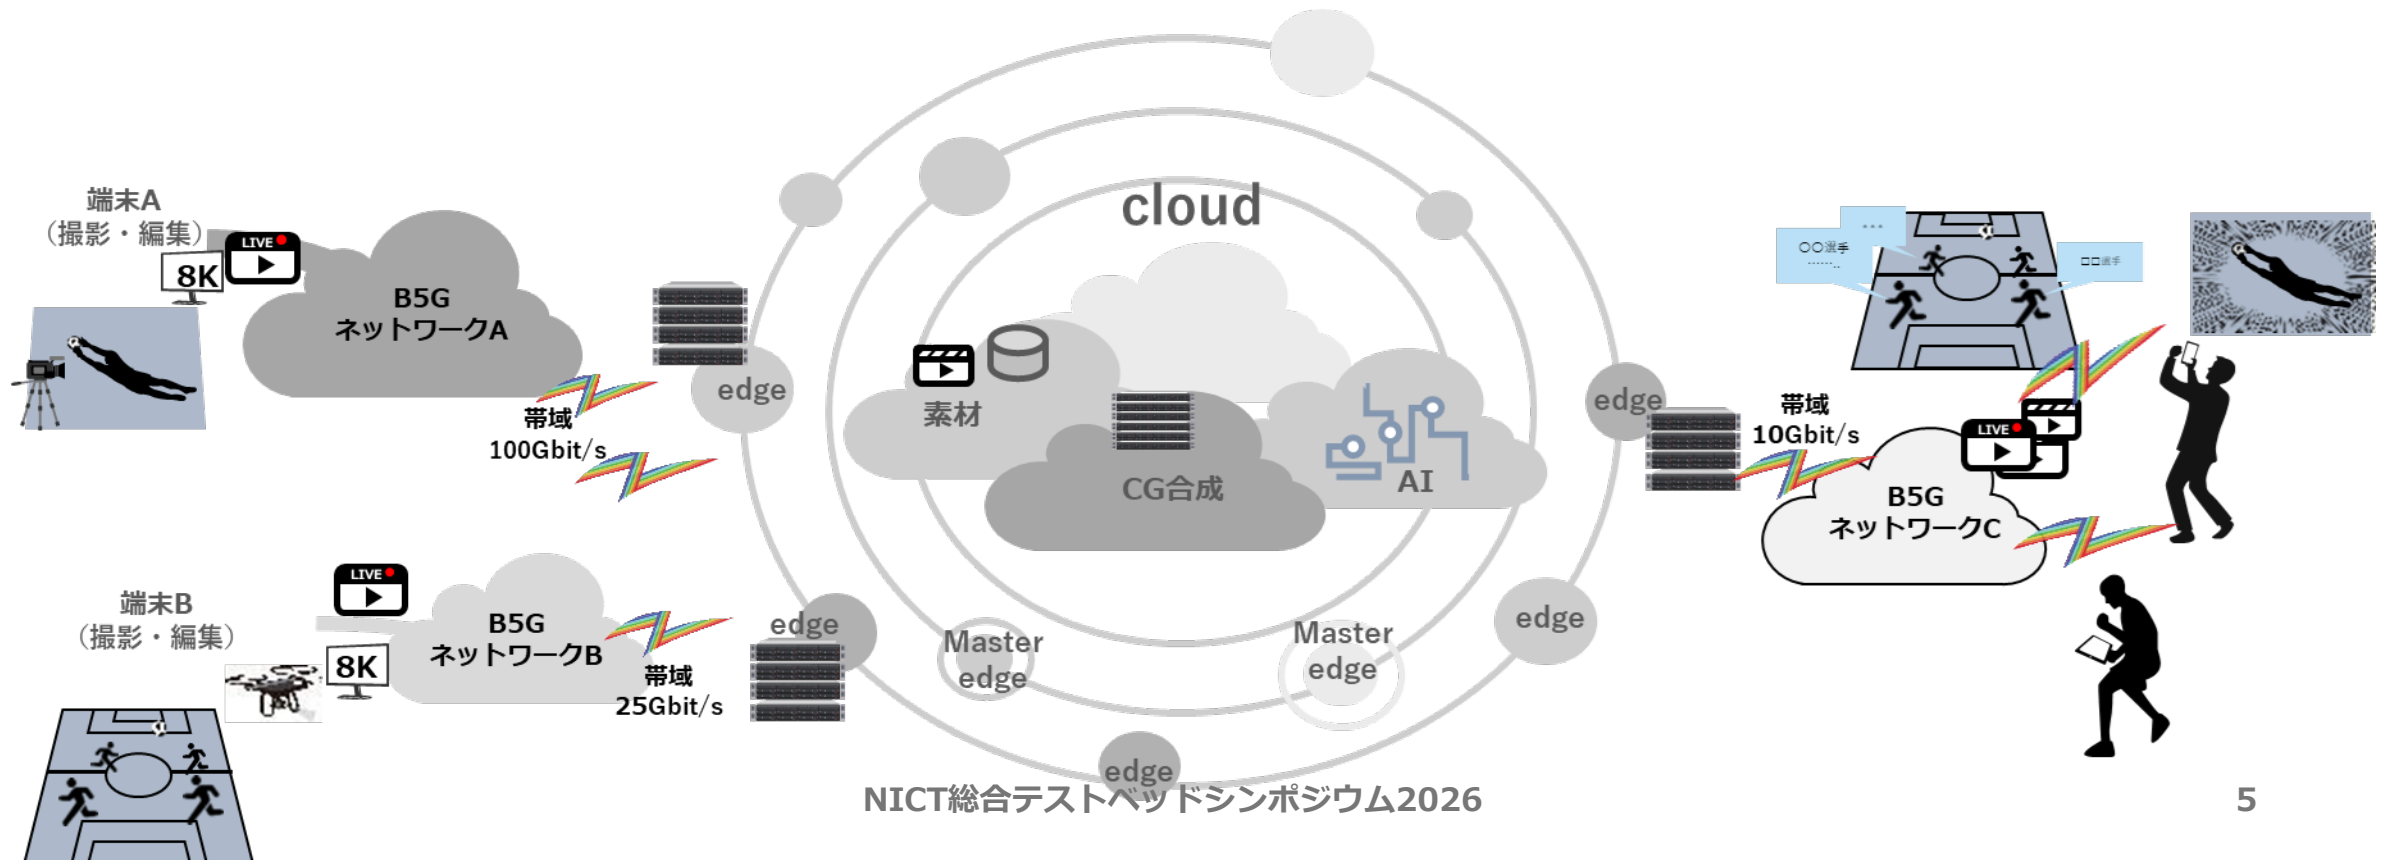 端末A
（撮影・編集）
LIVE
8K
B5G
ネットワークA
帯域
100Gbit/s
端末B
（撮影・編集）
LIVE
8K
B5G
ネットワークB
帯域
25Gbit/s
cloud
edge
素材
CG合成
AI
edge
edge
Master
edge
Master
edge
edge
edge
帯域
10Gbit/s
LIVE
B5G
ネットワークC
〇〇選手
□□選手
NICT総合テストベッドシンポジウム2026
5